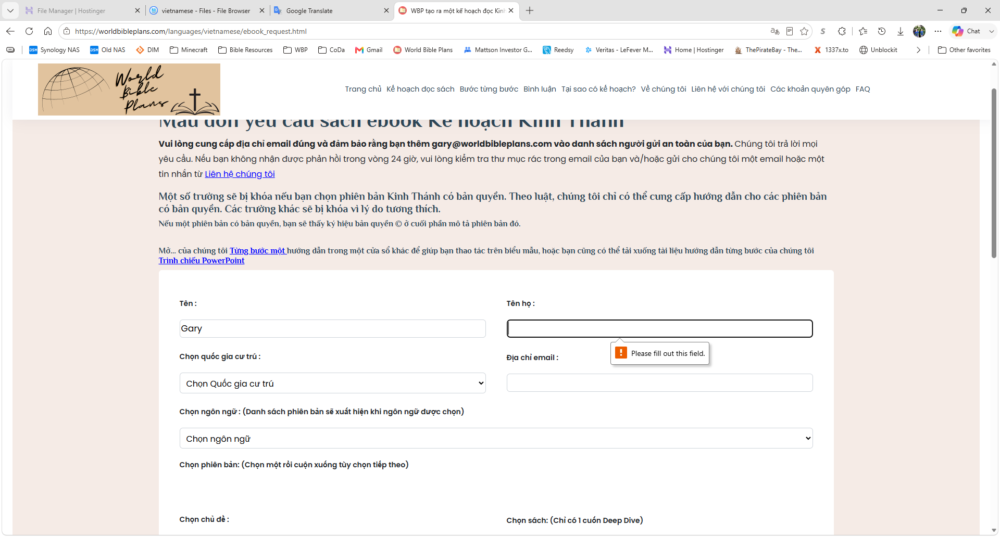 File Manager | Hostinger
vietnamese - Files - File Browser
Google Translate
WBP tạo ra một kế hoạch đọc Kinh
https://worldbibleplans.com/languages/vietnamese/ebook_request.html
Chat
Synology NAS
Old NAS
DIM
Minecraft
Bible Resources
WBP
CoDa
Gmail
World Bible Plans
Mattson Investor G...
Reedsy
Veritas - LeFever M...
Home | Hostinger
ThePirateBay - The...
1337x.to
Unblockit
Other favorites
World
Bible
Plans
Trang chủ Kế hoạch đọc sách Bước từng bước Bình luận Tại sao có kế hoạch? Về chúng tôi Liên hệ với chúng tôi Các khoản quyên góp FAQ
Mẫu đơn yêu cầu sách ebook Kế hoạch Kinh Thánh
Vui lòng cung cấp địa chỉ email đúng và đảm bảo rằng bạn thêm gary@worldbibleplans.com vào danh sách người gửi an toàn của bạn. Chúng tôi trả lời mọi
yêu cầu. Nếu bạn không nhận được phản hồi trong vòng 24 giờ, vui lòng kiểm tra thư mục rác trong email của bạn và/hoặc gửi cho chúng tôi một email hoặc một
tin nhắn từ Liên hệ chúng tôi
Một số trường sẽ bị khóa nếu bạn chọn phiên bản Kinh Thánh có bản quyền. Theo luật, chúng tôi chỉ có thể cung cấp hướng dẫn cho các phiên bản
có bản quyền. Các trường khác sẽ bị khóa vì lý do tương thích.
Nếu một phiên bản có bản quyền, bạn sẽ thấy ký hiệu bản quyền © ở cuối phần mô tả phiên bản đó.
Mở... của chúng tôi Từng bước một hướng dẫn trong một cửa sổ khác để giúp bạn thao tác trên biểu mẫu, hoặc bạn cũng có thể tải xuống tài liệu hướng dẫn từng bước của chúng tôi
Trình chiếu PowerPoint
Tên :
Tên họ :
Gary
Please fill out this field.
Chọn quốc gia cư trú :
Địa chỉ email :
Chọn Quốc gia cư trú
Chọn ngôn ngữ : (Danh sách phiên bản sẽ xuất hiện khi ngôn ngữ được chọn)
Chọn ngôn ngữ
Chọn phiên bản: (Chọn một rồi cuộn xuống tùy chọn tiếp theo)
Chọn chủ đề :
Chọn sách: (Chỉ có 1 cuốn Deep Dive)